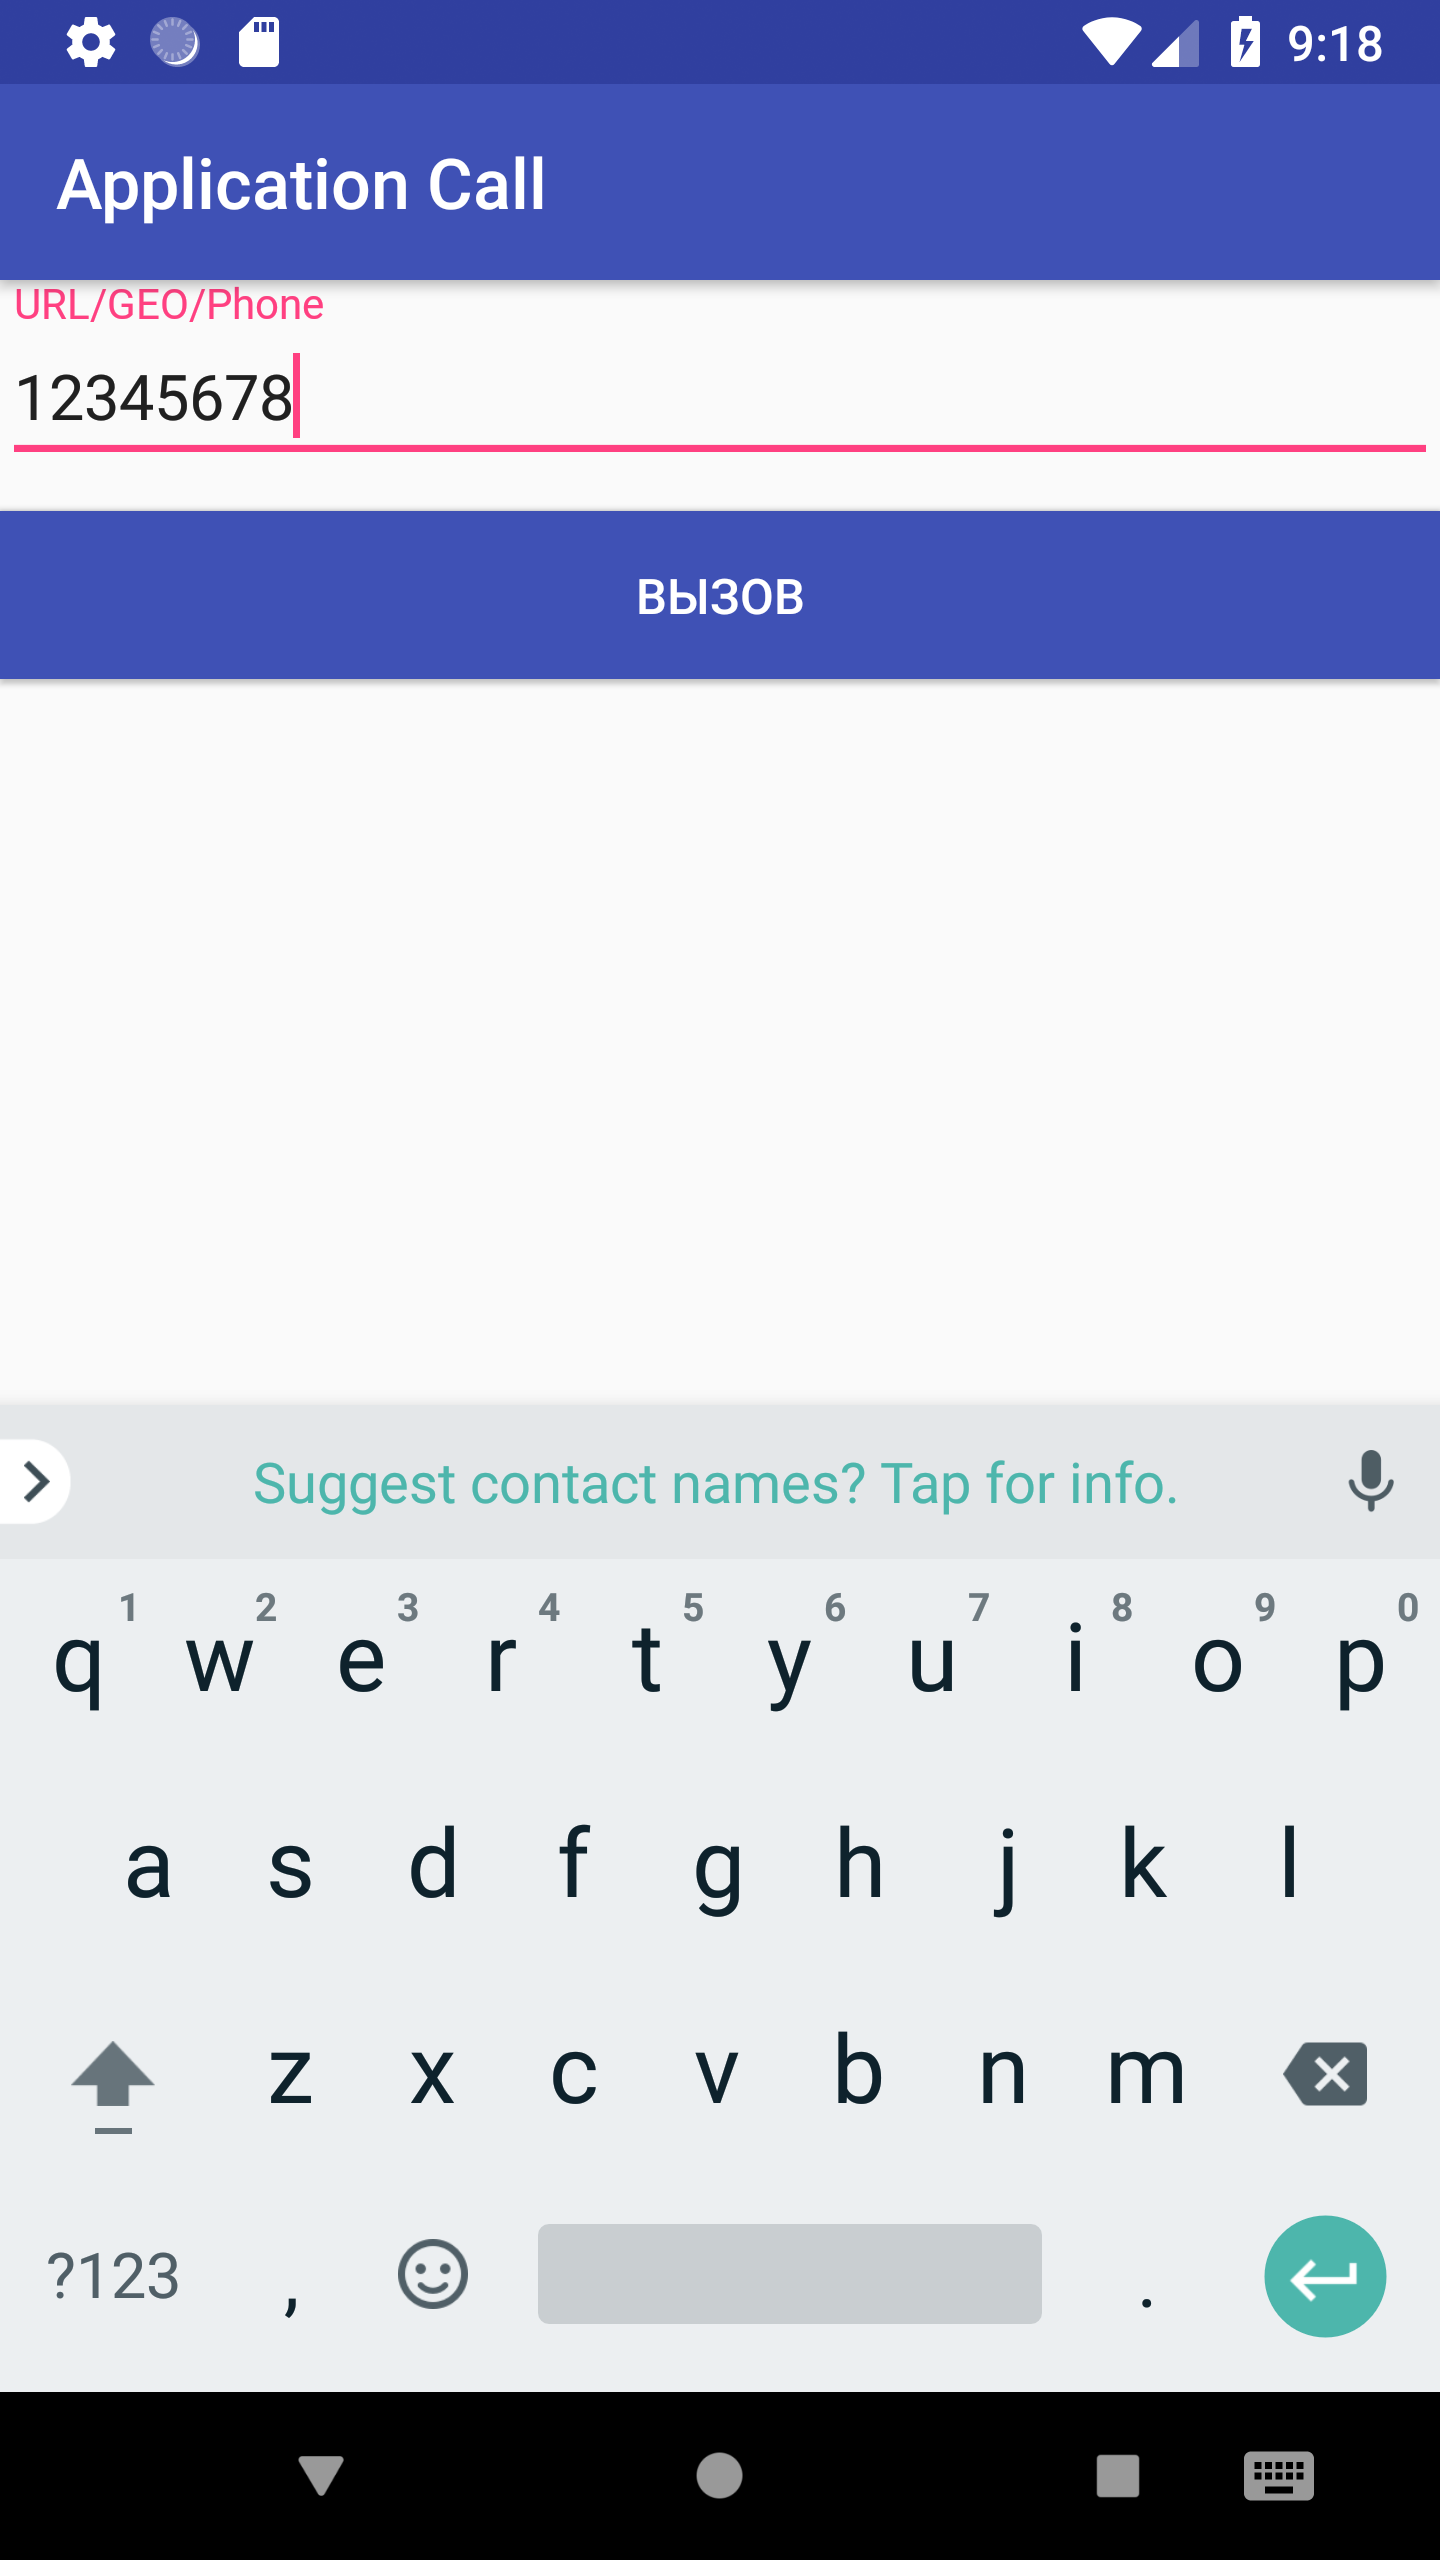 9:18
Application Call
URL/GEO/Phone
12345678
ВЫЗОВ
Suggest contact names? Tap for info.
1 2 3 4 5 6 7 8 9 0
q w e r t y u i o p
a s d f g h j k l
z x c v b n m
?123 , .